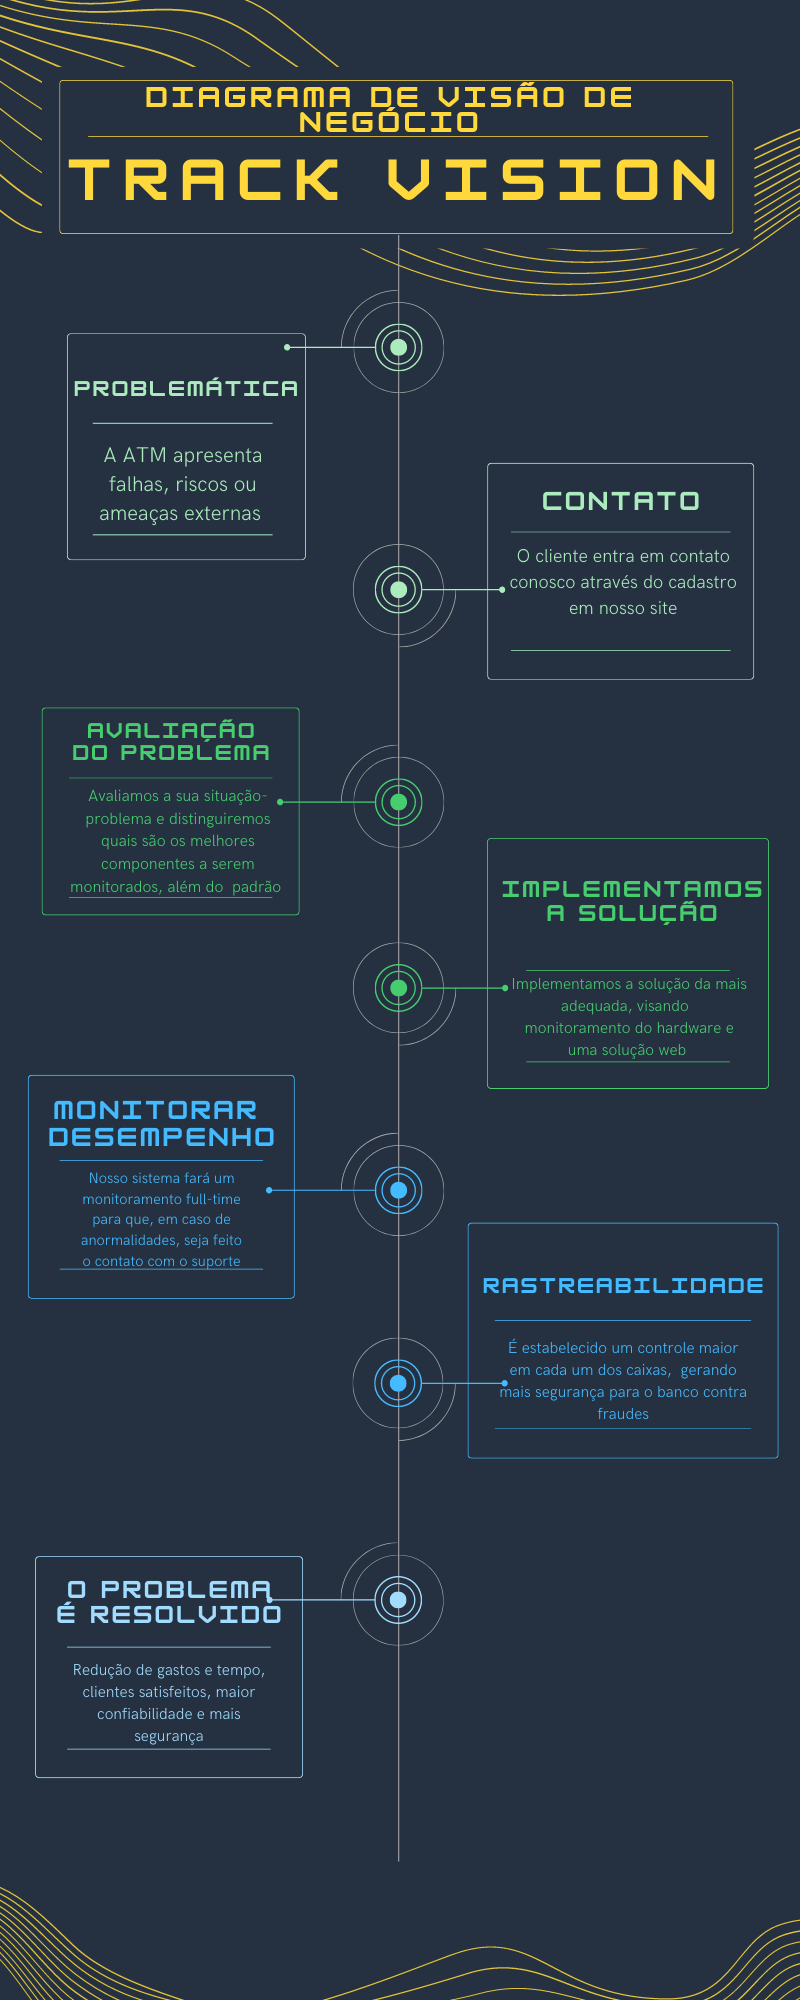 DIAGRAMA DE VISÃO DE
NEGÓCIO
TRACK VISION
PROBLEMÁTICA
A ATM apresenta
falhas, riscos ou
ameaças externas
CONTATO
O cliente entra em contato
conosco através do cadastro
em nosso site
AVALIAÇÃO
DO PROBLEMA
Avaliamos a sua situação-
problema e distinguiremos
quais são os melhores
componentes a serem
monitorados, além do padrão
IMPLEMENTAMOS
A SOLUÇÃO
Implementamos a solução da mais
adequada, visando
monitoramento do hardware e
uma solução web
MONITORAR
DESEMPENHO
Nosso sistema fará um
monitoramento full-time
para que, em caso de
anormalidades, seja feito
o contato com o suporte
RASTREABILIDADE
É estabelecido um controle maior
em cada um dos caixas, gerando
mais segurança para o banco contra
fraudes
O PROBLEMA
É RESOLVIDO
Redução de gastos e tempo,
clientes satisfeitos, maior
confiabilidade e mais
segurança